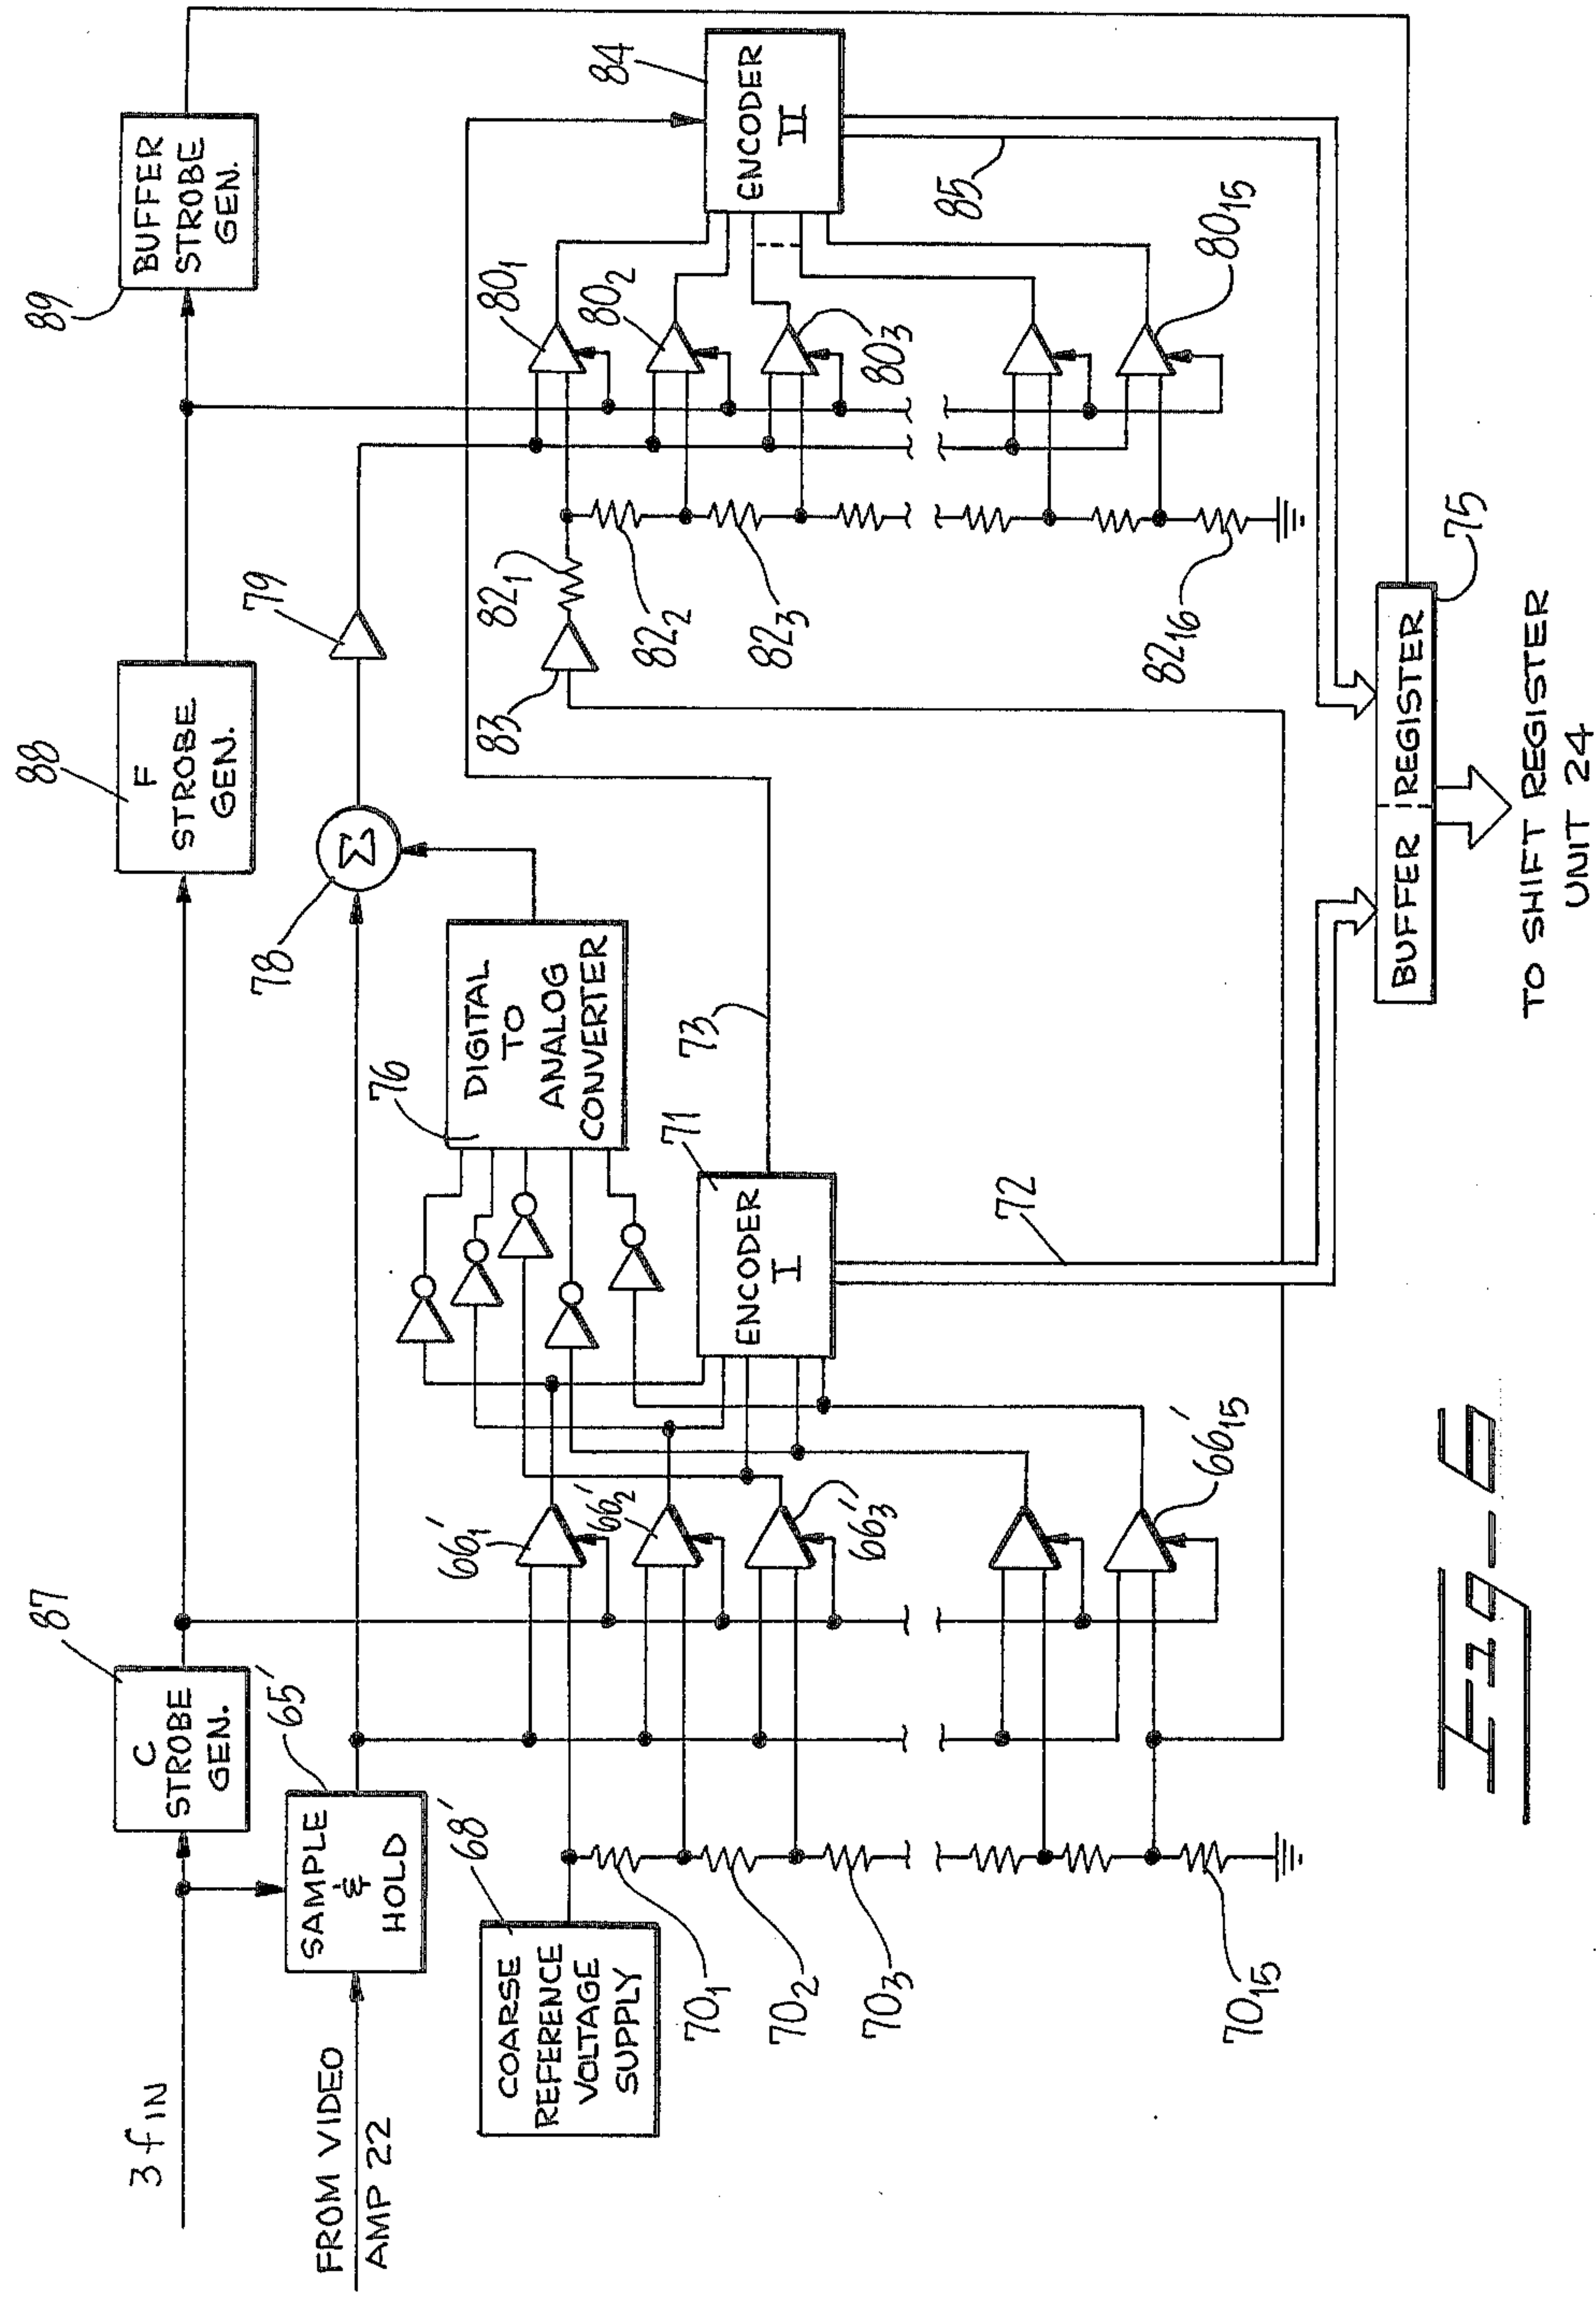 3 fIN
FROM VIDEO
AMP 22
87
C
STROBE
GEN.
65'
SAMPLE
&
HOLD
68'
COARSE
REFERENCE
VOLTAGE
SUPPLY
70₁
70₂
70₃
70₁₅
66'₁
66'₂
66'₃
66'₁₅
71
ENCODER
I
72
73
76
DIGITAL
TO
ANALOG
CONVERTER
78
Σ
79
88
F
STROBE
GEN.
89
BUFFER
STROBE
GEN.
83
82₁
82₂
82₃
82₁₆
80₁
80₂
80₃
80₁₅
84
ENCODER
II
85
75
BUFFER REGISTER
TO SHIFT REGISTER
UNIT 24